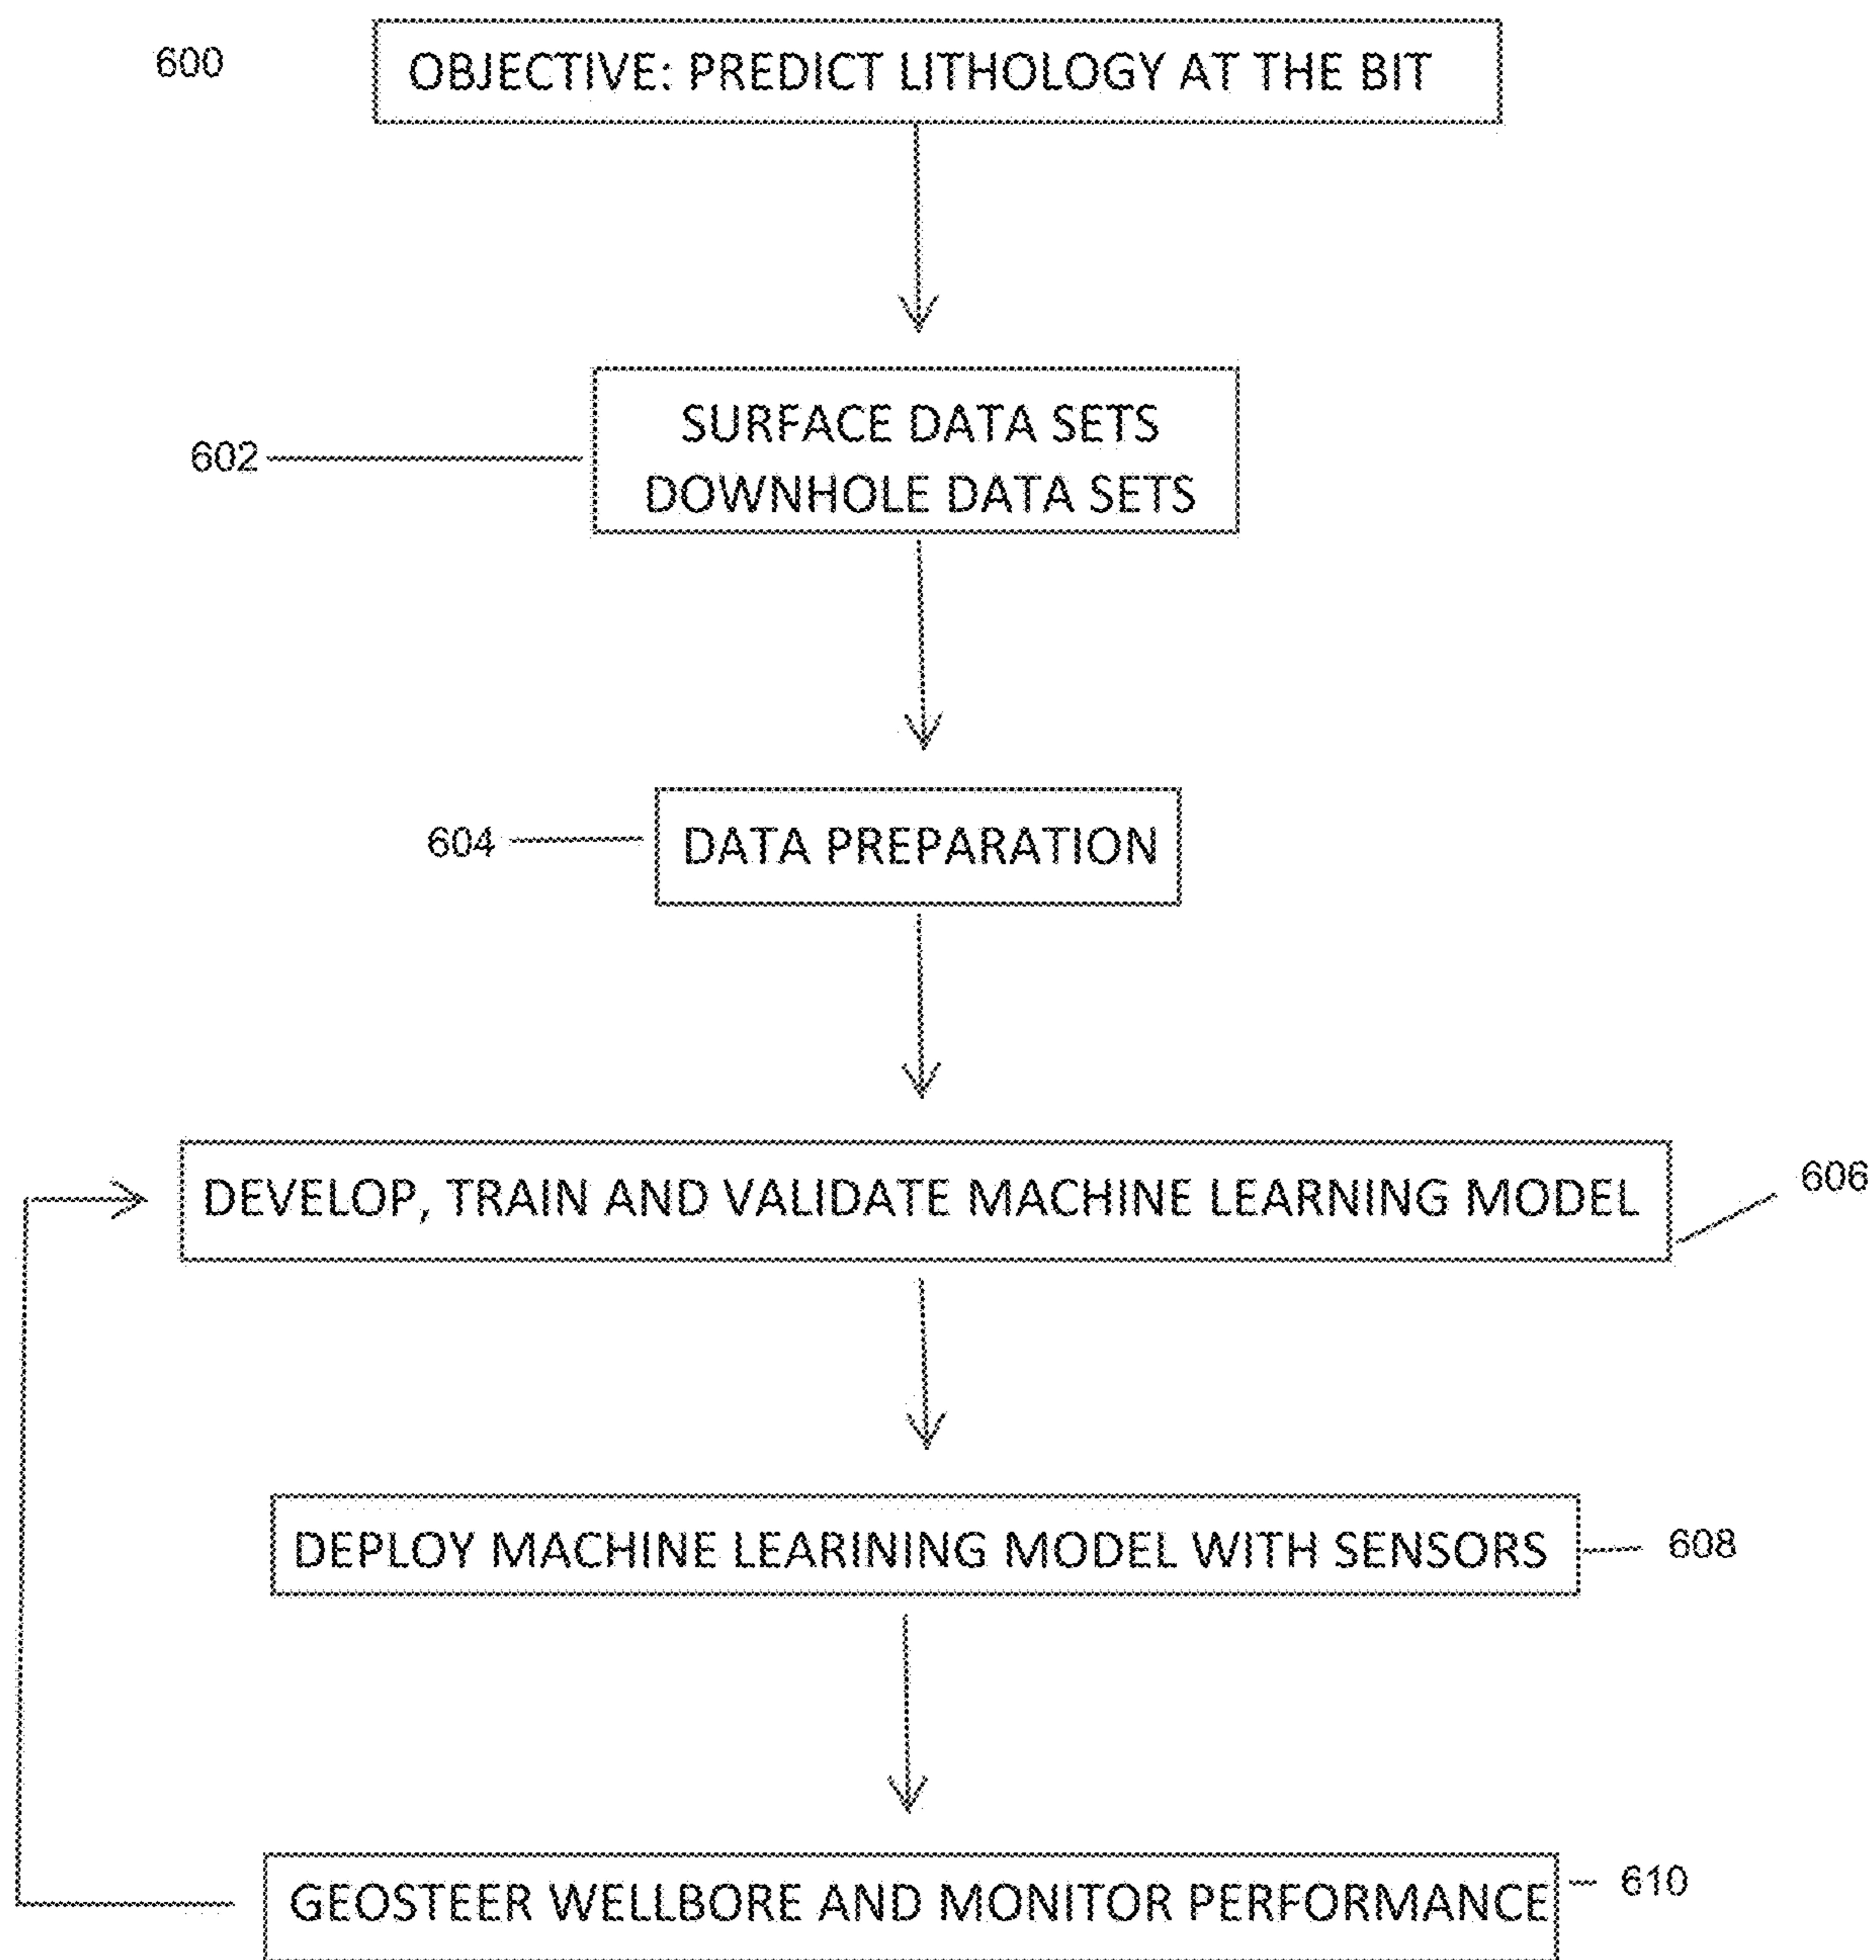 600
OBJECTIVE: PREDICT LITHOLOGY AT THE BIT
602
SURFACE DATA SETS
DOWNHOLE DATA SETS
604
DATA PREPARATION
DEVELOP, TRAIN AND VALIDATE MACHINE LEARNING MODEL
606
DEPLOY MACHINE LEARINING MODEL WITH SENSORS
608
GEOSTEER WELLBORE AND MONITOR PERFORMANCE
610